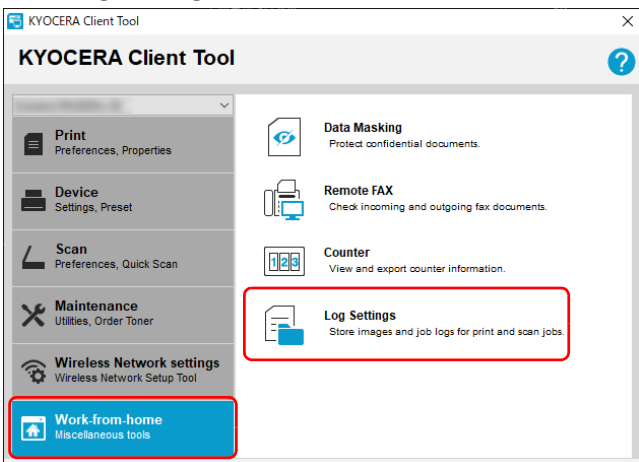 KYOCERA Client Tool
KYOCERA Client Tool
?
Print
Preferences, Properties
Device
Settings, Preset
Scan
Preferences, Quick Scan
Maintenance
Utilities, Order Toner
Wireless Network settings
Wireless Network Setup Tool
Work-from-home
Miscellaneous tools
Data Masking
Protect confidential documents.
Remote FAX
Check incoming and outgoing fax documents.
123
Counter
View and export counter information.
Log Settings
Store images and job logs for print and scan jobs.